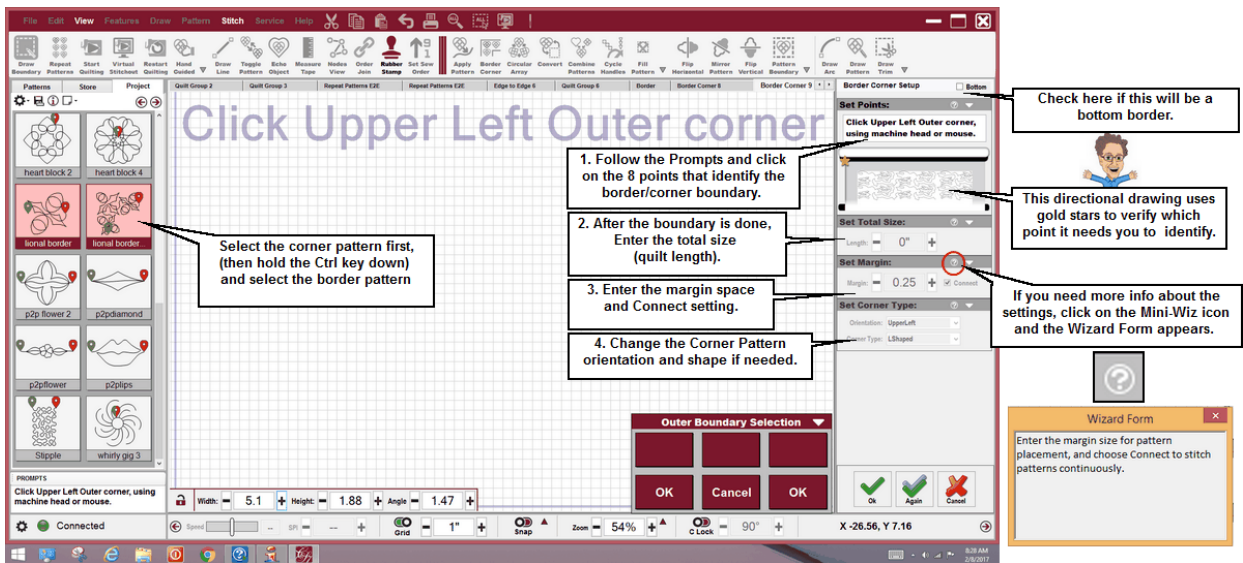 File Edit View Features Draw Pattern Stitch Service Help
Draw Boundary
Repeat Patterns
Start Quilting
Virtual Stitchout
Restart Quilting
Hand Guided
Draw Line
Toggle Pattern
Echo Object
Measure Tape
Nodes View
Order Join
Rubber Stamp
Set Sew Order
Apply Pattern
Border Corner
Circular Array
Convert
Combine Patterns
Cycle Handles
Fill Pattern
Flip Horizontal
Mirror Pattern
Flip Vertical
Pattern Boundary
Draw Arc
Draw Pattern
Draw Trim
Patterns Store Project
Quilt Group 2 Quilt Group 3 Repeat Patterns E2E Repeat Patterns E2E Edge to Edge 6 Quilt Group 6 Border Border Corner 8 Border Corner 9
Border Corner Setup Bottom
Click Upper Left Outer corner
heart block 2 heart block 4
lional border lional border...
p2p flower 2 p2pdiamond
p2pflower p2plips
Stipple whirly gig 3
Select the corner pattern first,
(then hold the Ctrl key down)
and select the border pattern
1. Follow the Prompts and click
on the 8 points that identify the
border/corner boundary.
2. After the boundary is done,
Enter the total size
(quilt length).
3. Enter the margin space
and Connect setting.
4. Change the Corner Pattern
orientation and shape if needed.
Set Points:
Click Upper Left Outer corner,
using machine head or mouse.
Set Total Size:
Length: 0"
Set Margin:
Margin: 0.25 Connect
Set Corner Type:
Orientation: UpperLeft
Corner Type: LShaped
Check here if this will be a
bottom border.
This directional drawing uses
gold stars to verify which
point it needs you to identify.
If you need more info about the
settings, click on the Mini-Wiz icon
and the Wizard Form appears.
Wizard Form
Enter the margin size for pattern
placement, and choose Connect to stitch
patterns continuously.
Outer Boundary Selection
OK Cancel OK
Ok Again Cancel
PROMPTS
Click Upper Left Outer corner, using
machine head or mouse.
Width: 5.1 Height: 1.88 Angle 1.47
Connected
Speed -- SPI -- Grid 1" Snap Zoom 54% C Lock 90°
X -26.56, Y 7.16
8:28 AM
2/8/2017